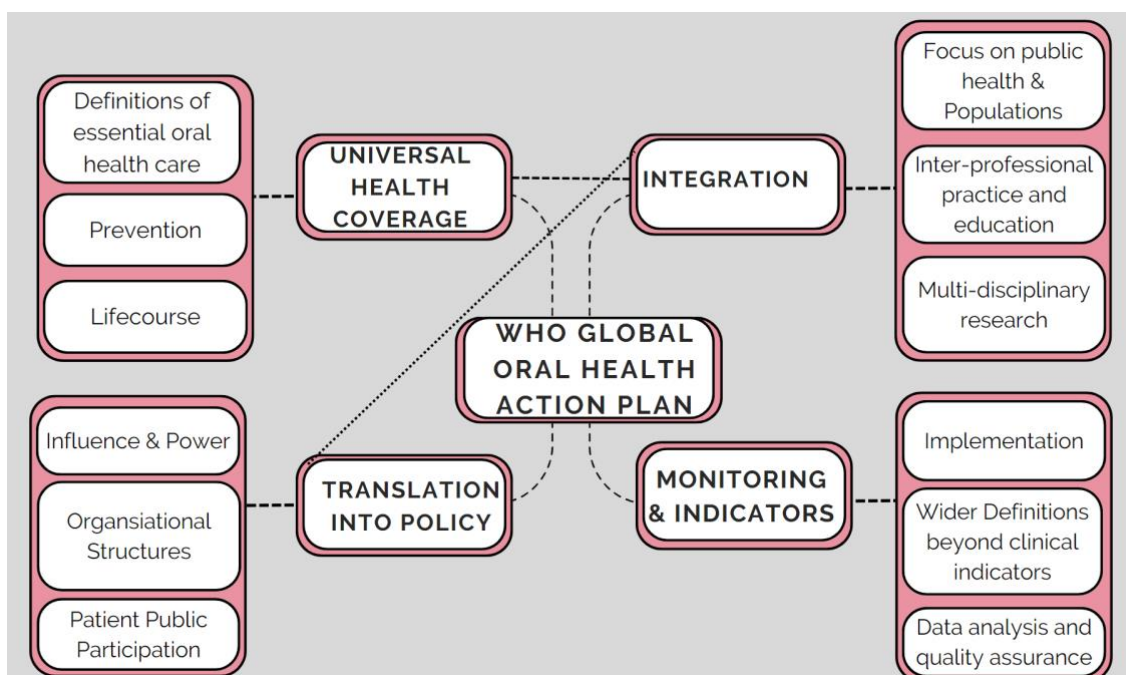 Definitions of
essential oral
health care
Prevention
Lifecourse
UNIVERSAL
HEALTH
COVERAGE
INTEGRATION
Focus on public
health &
Populations
Inter-professional
practice and
education
Multi-disciplinary
research
WHO GLOBAL
ORAL HEALTH
ACTION PLAN
Influence & Power
Organsiational
Structures
Patient Public
Participation
TRANSLATION
INTO POLICY
MONITORING
& INDICATORS
Implementation
Wider Definitions
beyond clinical
indicators
Data analysis and
quality assurance